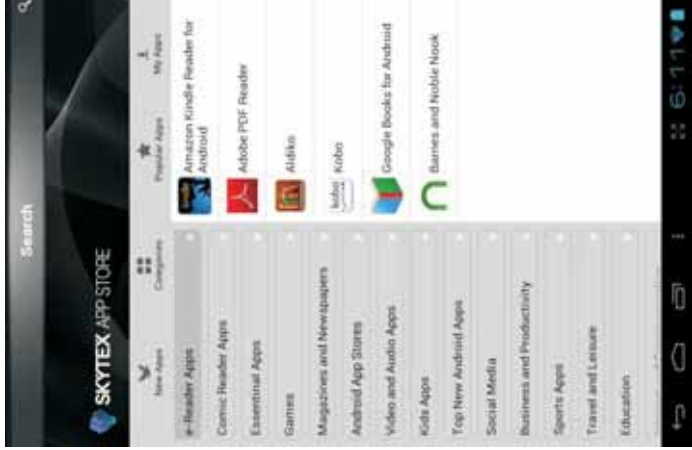 Search
SKYTEX APP STORE
New Apps
Categories
Popular Apps
My Apps
e-Reader Apps
Comic Reader Apps
Essentinal Apps
Games
Magazines and Newspapers
Android App Stores
Video and Audio Apps
Kids Apps
Top New Android Apps
Social Media
Business and Productivity
Sports Apps
Travel and Leisure
Education
Amazon Kindle Reader for
Android
Adobe PDF Reader
Aldiko
kobo Kobo
Google Books for Android
Barnes and Noble Nook
6:11